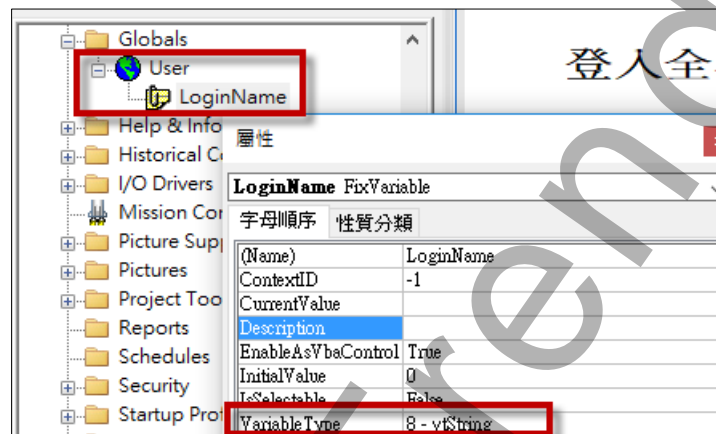 Globals
User
LoginName
Help & Info
Historical C
I/O Drivers
Mission Co
Picture Sup
Pictures
Project Too
Reports
Schedules
Security
Startup Pro
登入全
屬性
LoginName FixVariable
字母順序 性質分類
(Name) LoginName
ContextID -1
CurrentValue
Description
EnableAsVbaControl True
InitialValue 0
IsSelectable False
VariableType 8 - vtString